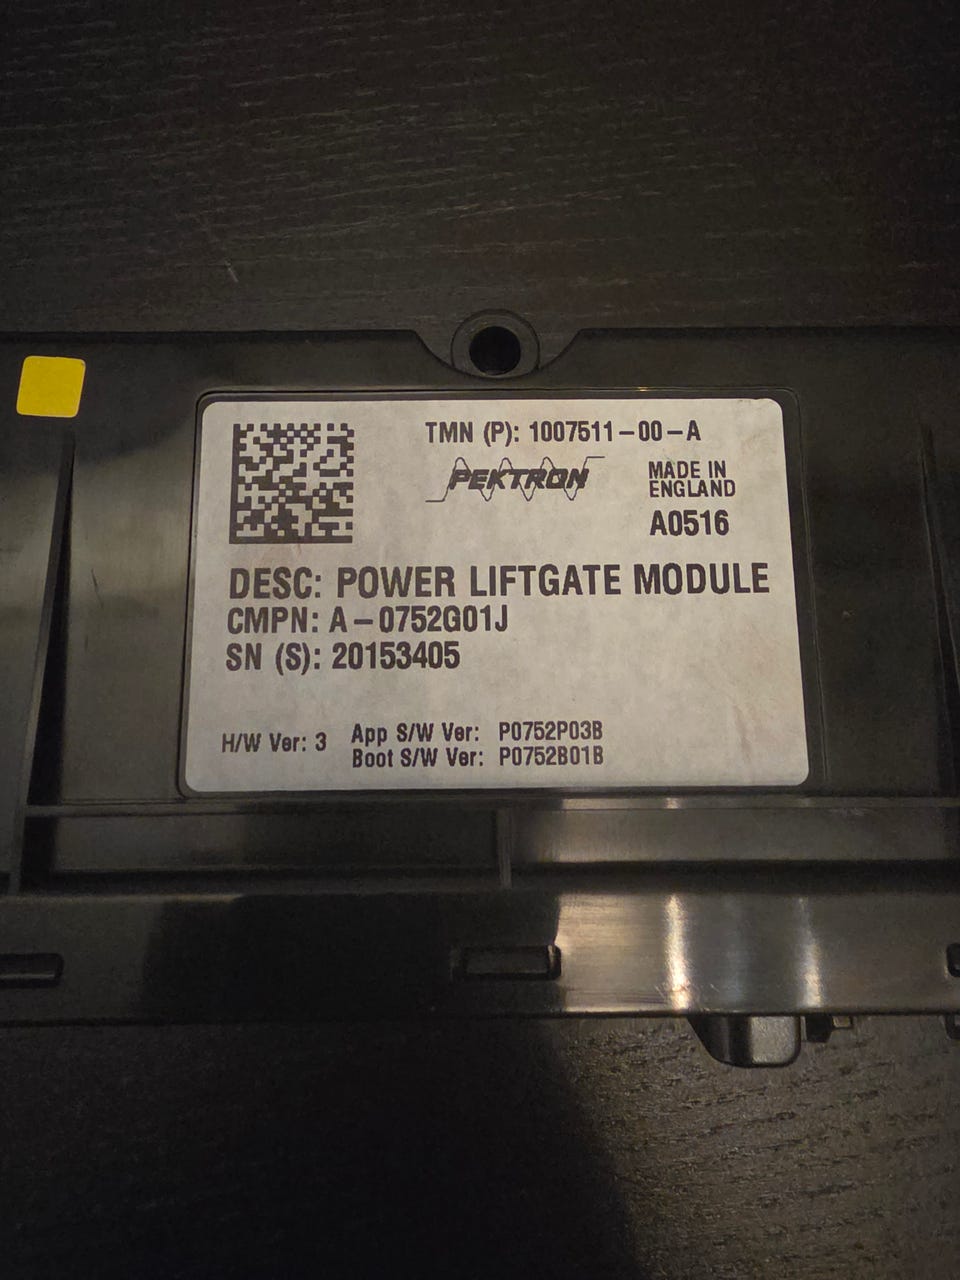 TMN (P): 1007511-00-A
PEKTRON
MADE IN
ENGLAND
A0516
DESC: POWER LIFTGATE MODULE
CMPN: A-0752G01J
SN (S): 20153405
H/W Ver: 3
App S/W Ver: P0752P03B
Boot S/W Ver: P0752B01B